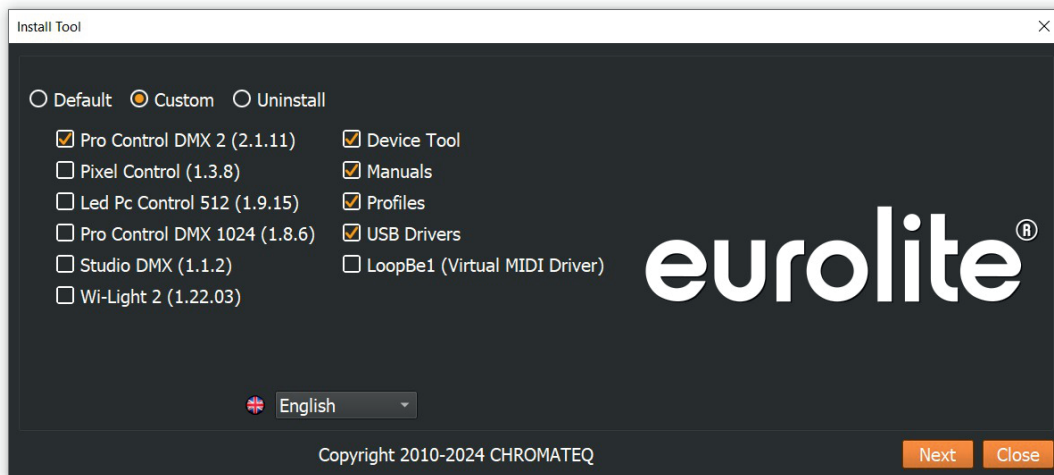 Install Tool
Default Custom Uninstall
Pro Control DMX 2 (2.1.11)
Pixel Control (1.3.8)
Led Pc Control 512 (1.9.15)
Pro Control DMX 1024 (1.8.6)
Studio DMX (1.1.2)
Wi-Light 2 (1.22.03)
Device Tool
Manuals
Profiles
USB Drivers
LoopBe1 (Virtual MIDI Driver)
eurolite®
English
Copyright 2010-2024 CHROMATEQ
Next Close